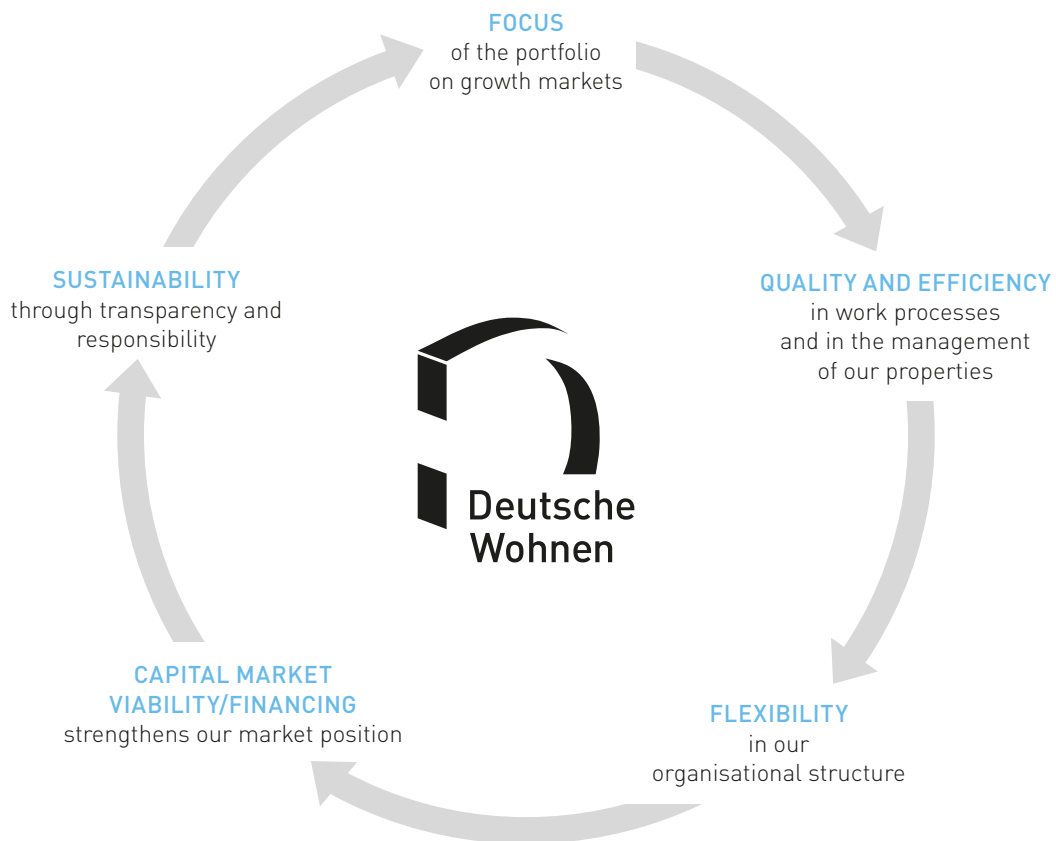 FOCUS
of the portfolio
on growth markets
QUALITY AND EFFICIENCY
in work processes
and in the management
of our properties
FLEXIBILITY
in our
organisational structure
CAPITAL MARKET
VIABILITY/FINANCING
strengthens our market position
SUSTAINABILITY
through transparency and
responsibility
Deutsche
Wohnen